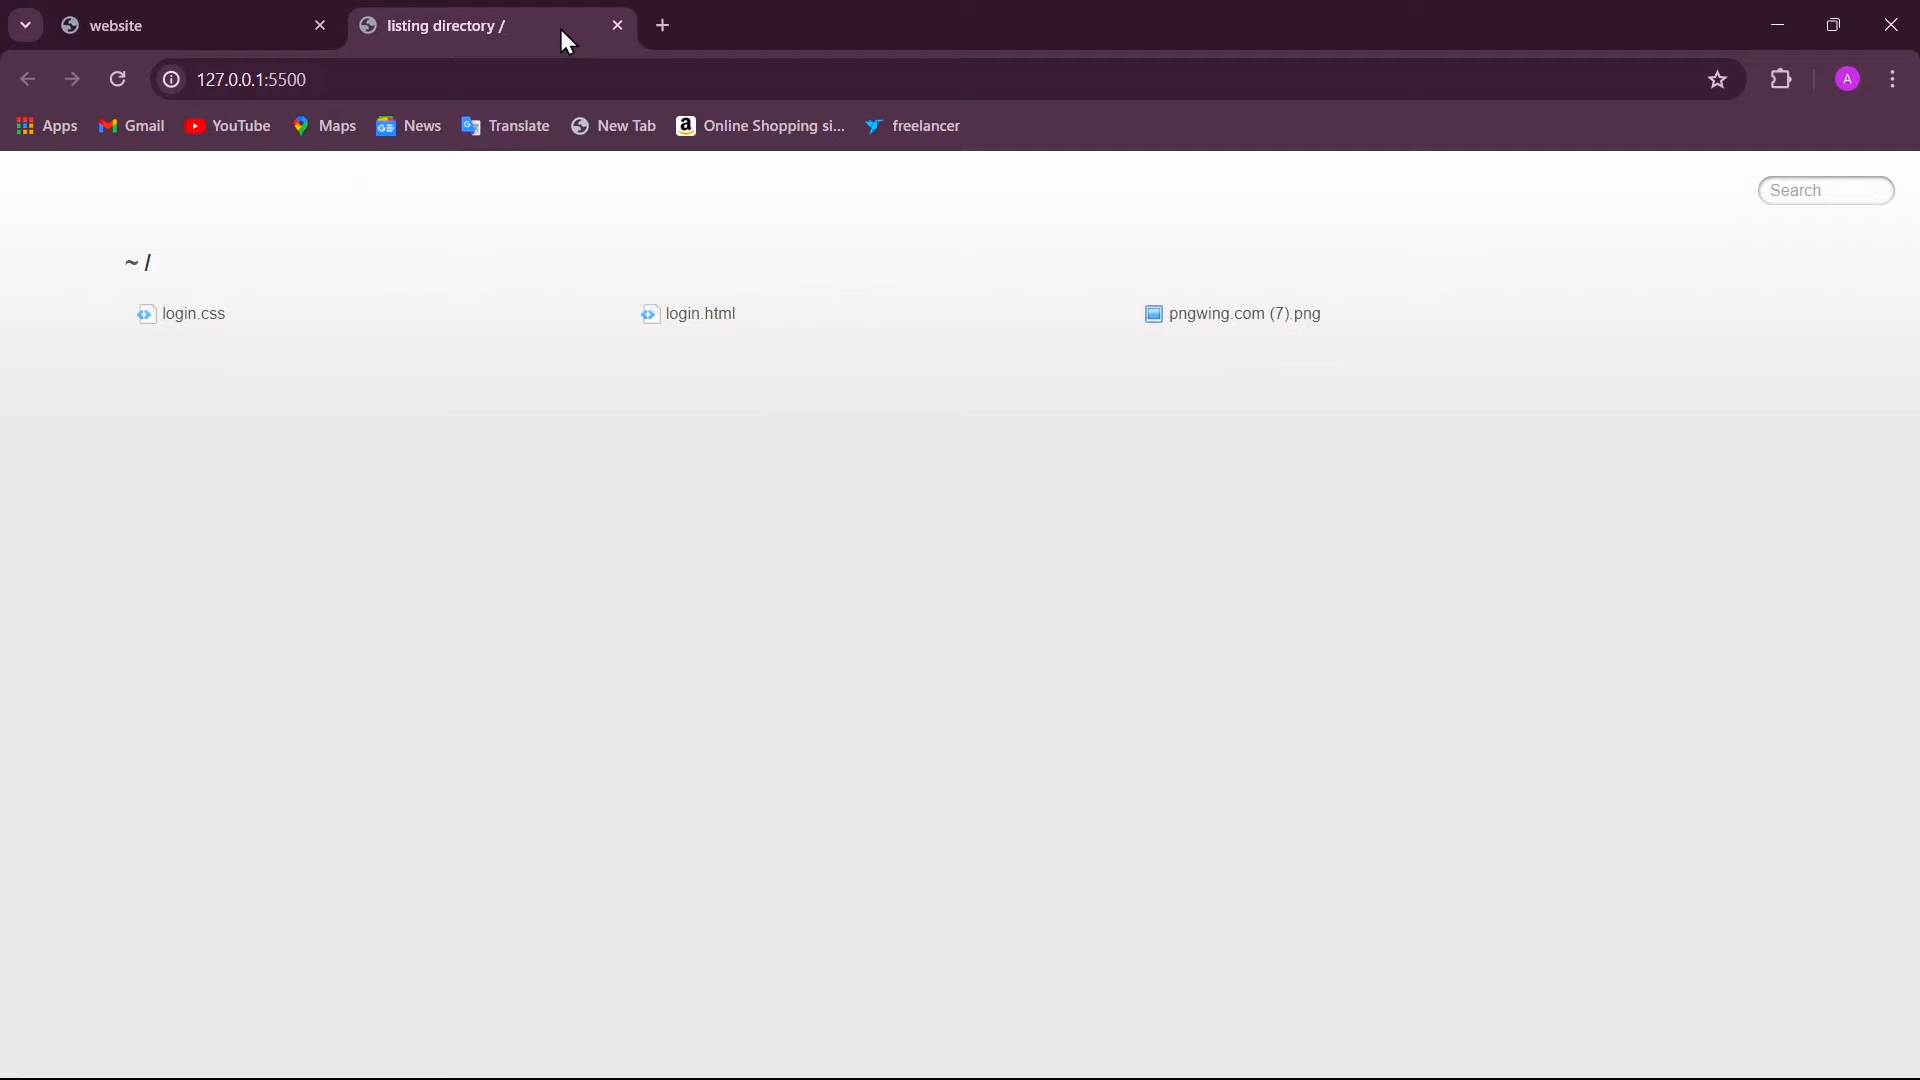 website
listing directory /
127.0.0.1:5500
A
Apps
Gmail
YouTube
Maps
News
Translate
New Tab
Online Shopping si...
freelancer
Search
~ /
login.css
login.html
pngwing.com (7).png